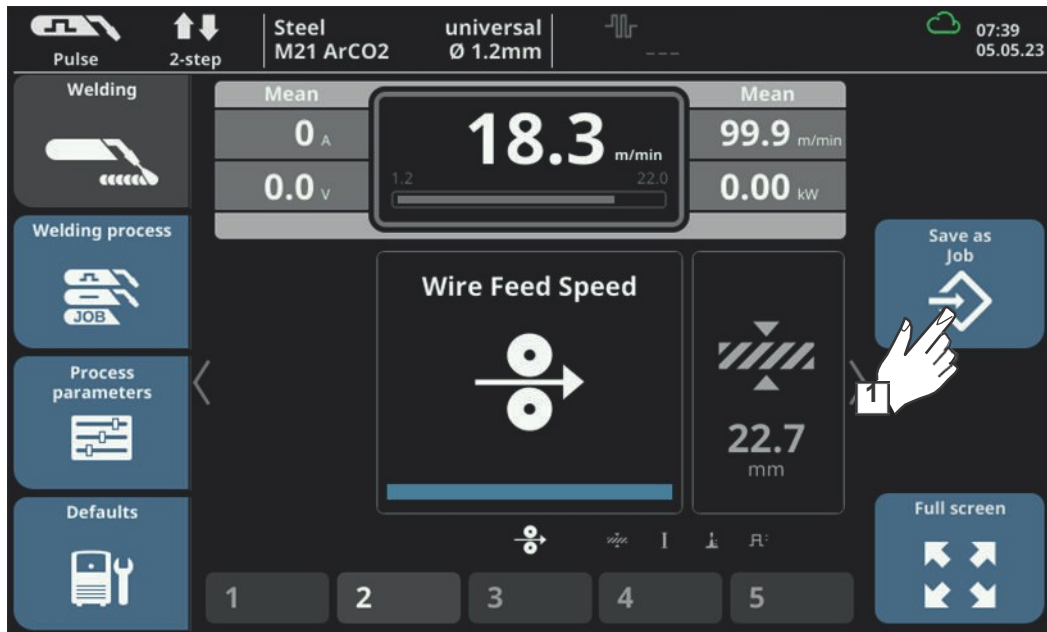 Pulse
2-step
Steel
M21 ArCO2
universal
Ø 1.2mm
---
07:39
05.05.23
Welding
Welding process
JOB
Process
parameters
Defaults
Mean
0 A
0.0 V
18.3 m/min
1.2
22.0
Mean
99.9 m/min
0.00 kW
Wire Feed Speed
22.7
mm
Save as
Job
1
Full screen
I
1
2
3
4
5